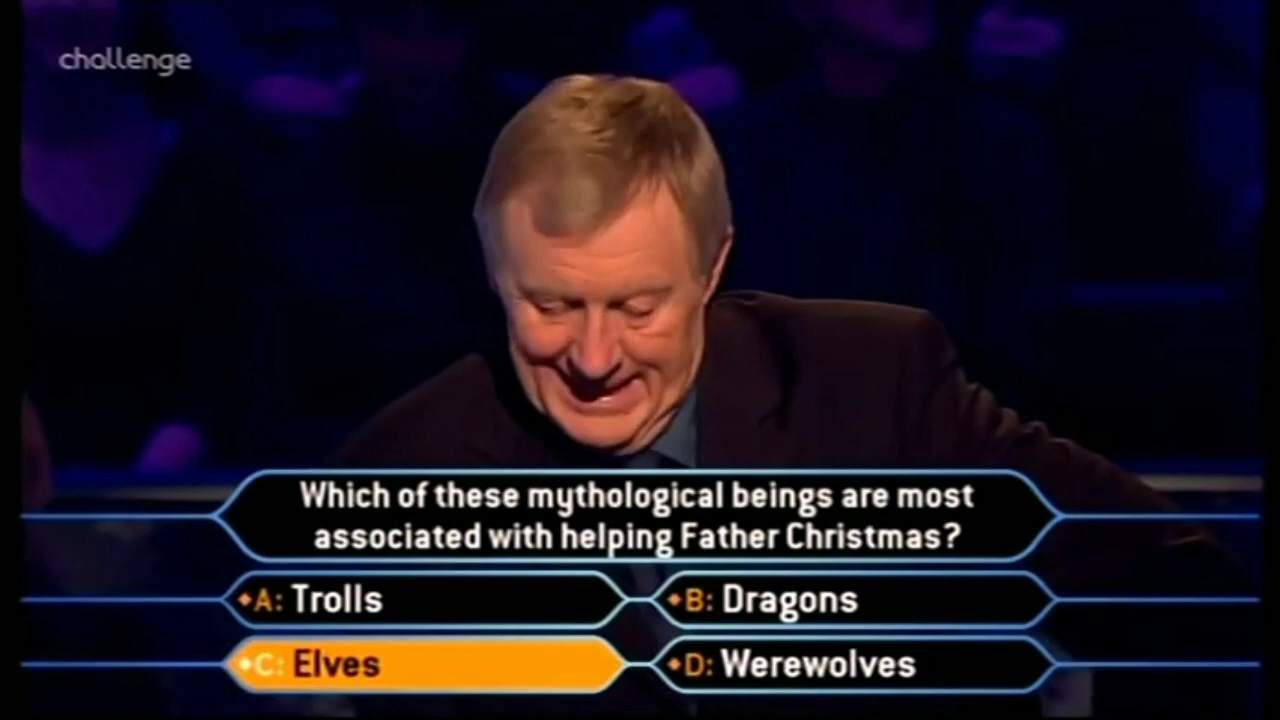 challenge
Which of these mythological beings are most
associated with helping Father Christmas?
A: Trolls
B: Dragons
C: Elves
D: Werewolves